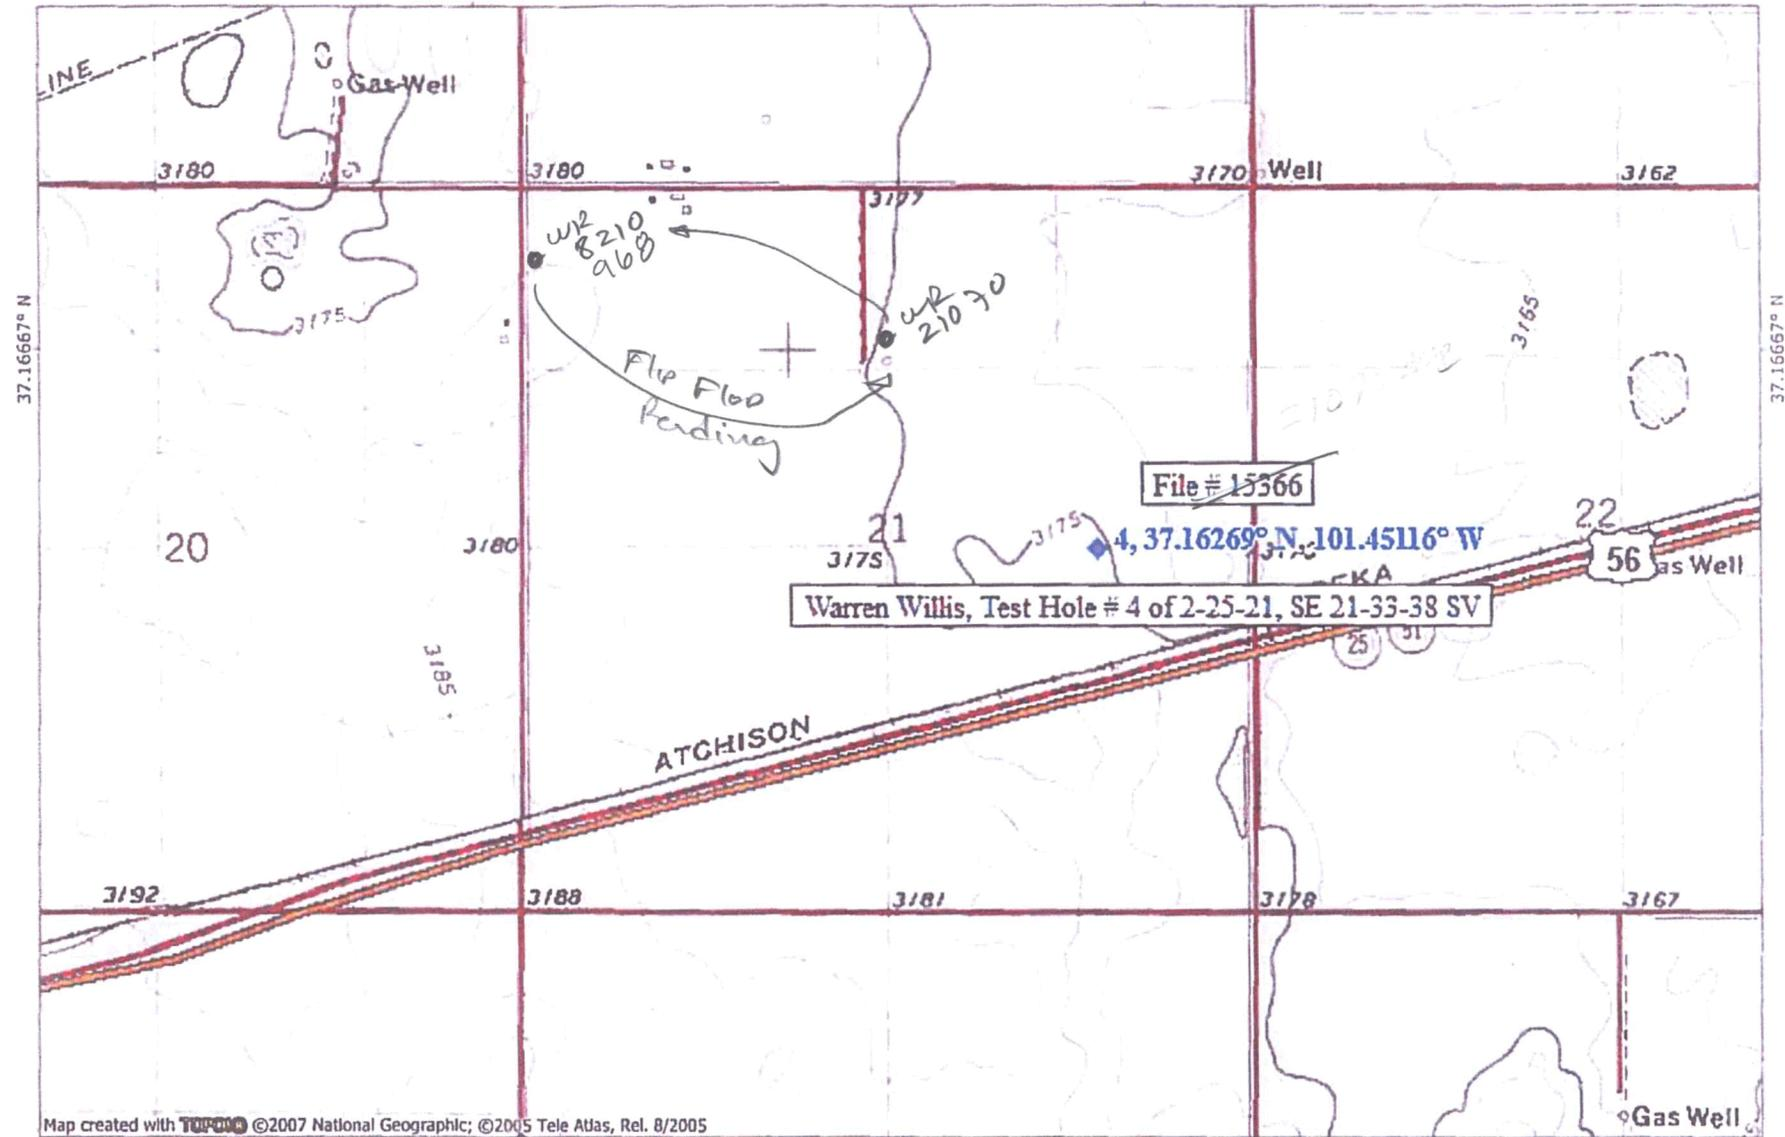 LINE
Gas Well
3180
3180
3170
Well
3162
3177
WR
8210
968
WR
21070
3175
3165
37.16667° N
37.16667° N
Flip Flop
Pending
File # 15366
20
3180
21
3175
3175
22
4, 37.16269° N, 101.45116° W
56
as Well
EKA
Warren Willis, Test Hole # 4 of 2-25-21, SE 21-33-38 SV
25
51
3185
ATCHISON
3192
3188
3181
3178
3167
Gas Well
Map created with TOPO!® ©2007 National Geographic; ©2005 Tele Atlas, Rel. 8/2005